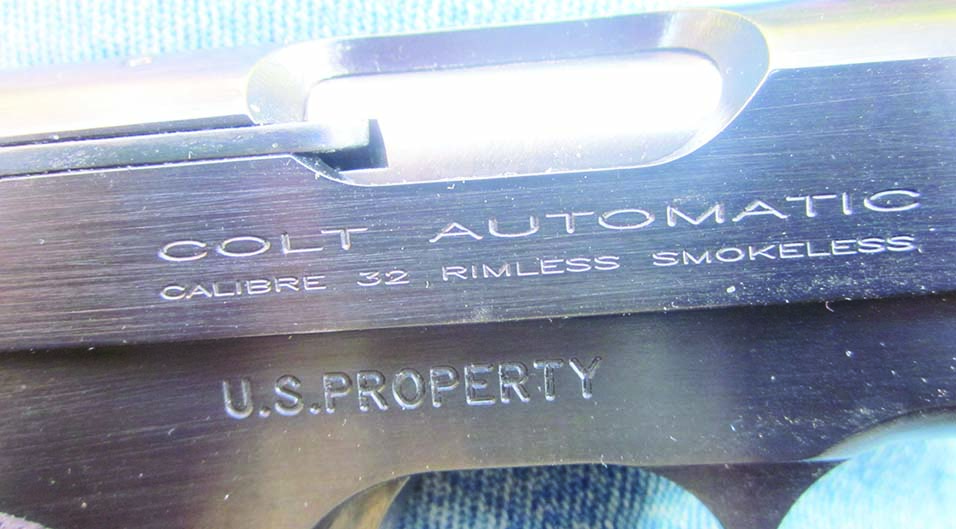 COLT AUTOMATIC
CALIBRE 32, RIMLESS SMOKELESS.
U.S.PROPERTY